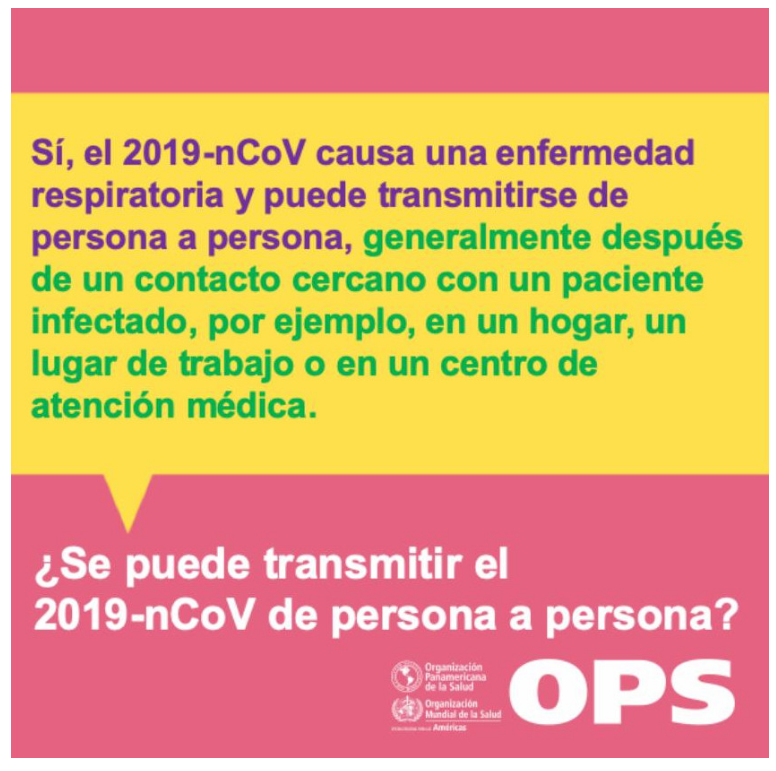 Sí, el 2019-nCoV causa una enfermedad
respiratoria y puede transmitirse de
persona a persona, generalmente después
de un contacto cercano con un paciente
infectado, por ejemplo, en un hogar, un
lugar de trabajo o en un centro de
atención médica.
¿Se puede transmitir el
2019-nCoV de persona a persona?
Organización
Panamericana
de la Salud
Organización
Mundial de la Salud
Américas
OPS